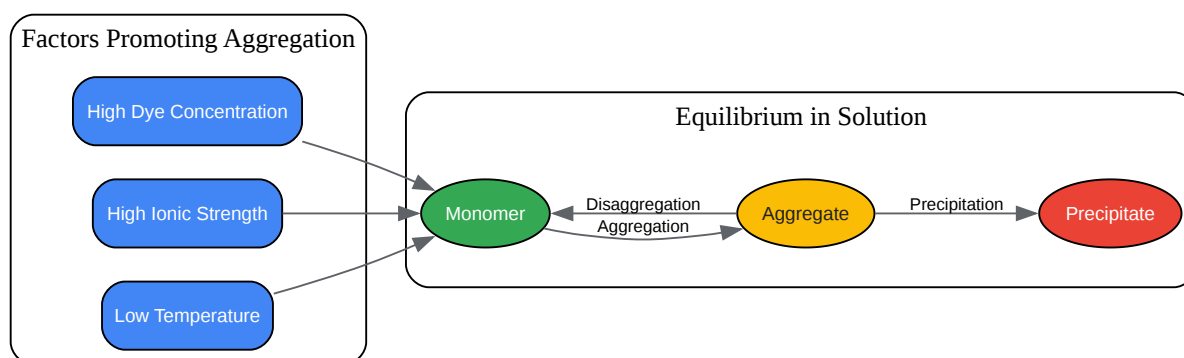 Factors Promoting Aggregation
High Dye Concentration
High Ionic Strength
Low Temperature
Equilibrium in Solution
Monomer
Disaggregation
Aggregation
Aggregate
Precipitation
Precipitate